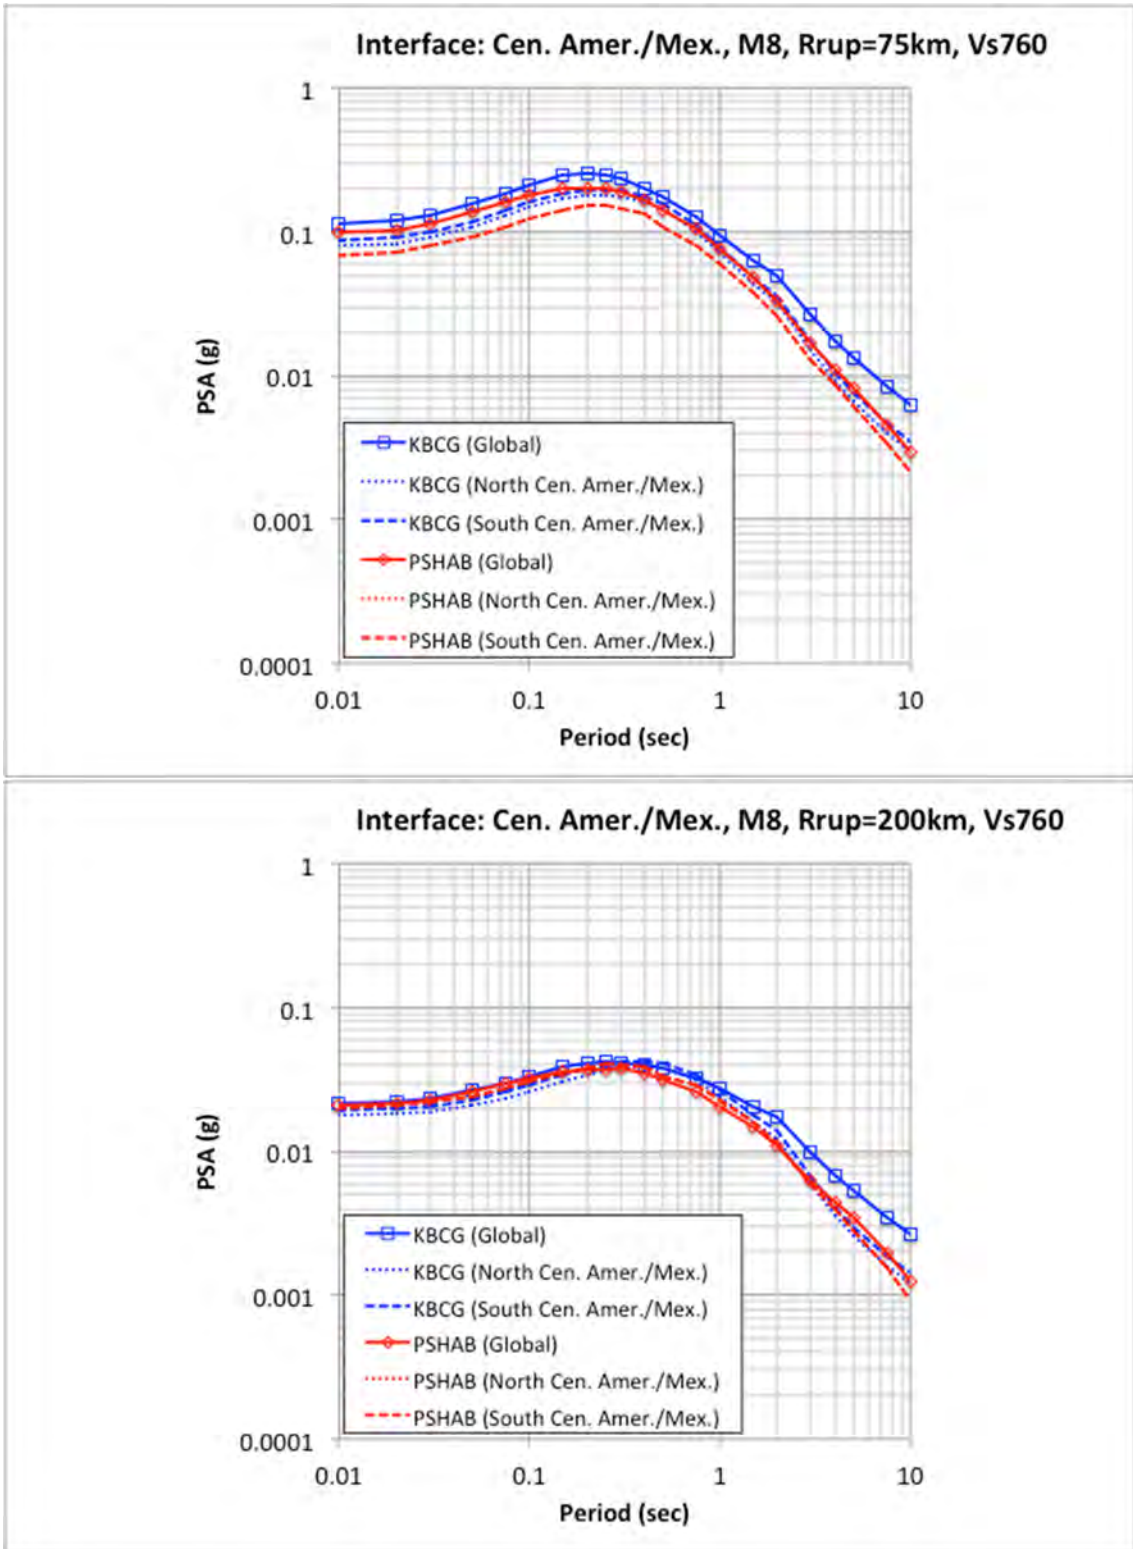 Interface: Cen. Amer./Mex., M8, Rrup=75km, Vs760
1
0.1
0.01
0.001
0.0001
PSA (g)
KBCG (Global)
KBCG (North Cen. Amer./Mex.)
KBCG (South Cen. Amer./Mex.)
PSHAB (Global)
PSHAB (North Cen. Amer./Mex.)
PSHAB (South Cen. Amer./Mex.)
0.01 0.1 1 10
Period (sec)
Interface: Cen. Amer./Mex., M8, Rrup=200km, Vs760
1
0.1
0.01
0.001
0.0001
PSA (g)
KBCG (Global)
KBCG (North Cen. Amer./Mex.)
KBCG (South Cen. Amer./Mex.)
PSHAB (Global)
PSHAB (North Cen. Amer./Mex.)
PSHAB (South Cen. Amer./Mex.)
0.01 0.1 1 10
Period (sec)